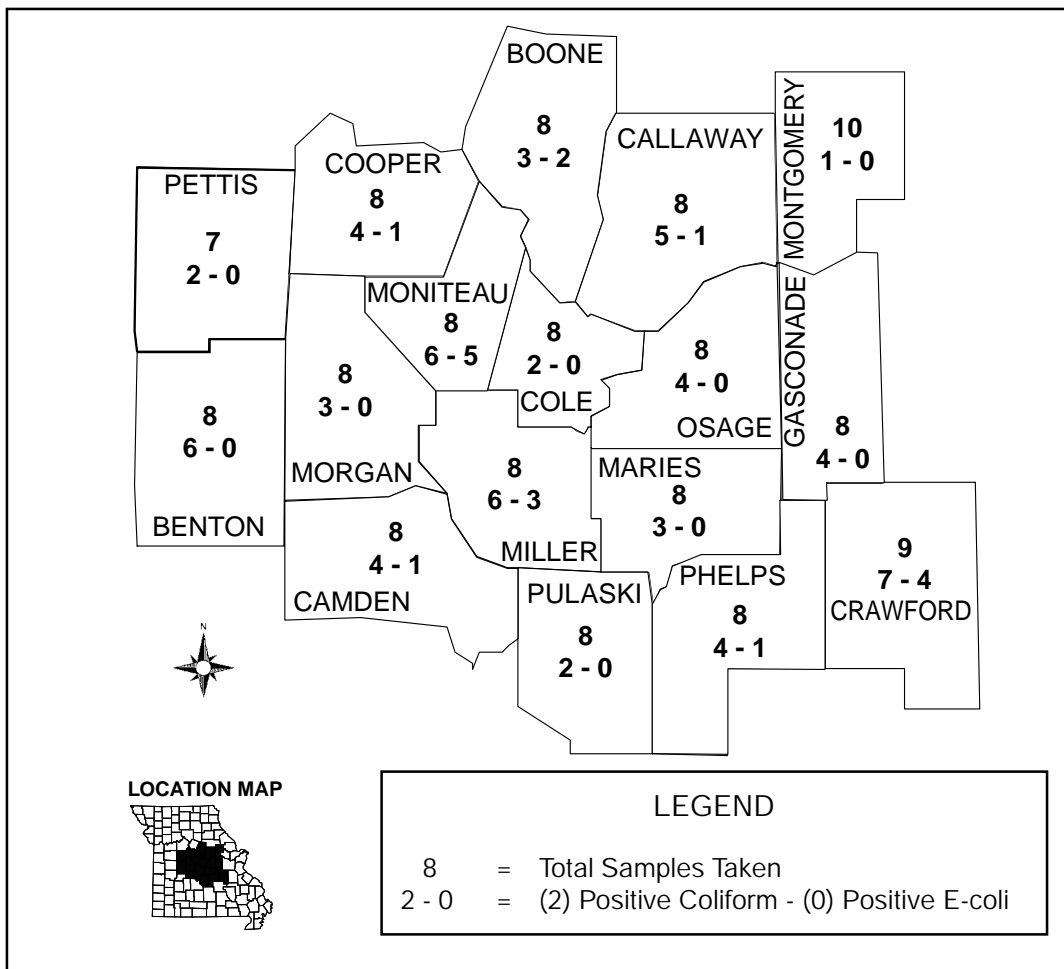 BOONE
8
3 - 2
CALLAWAY
8
5 - 1
MONTGOMERY
10
1 - 0
COOPER
8
4 - 1
PETTIS
7
2 - 0
MONITEAU
8
6 - 5
8
2 - 0
COLE
8
4 - 0
OSAGE
GASCONADE
8
4 - 0
8
3 - 0
MORGAN
8
6 - 0
BENTON
8
6 - 3
MILLER
MARIES
8
3 - 0
8
4 - 1
CAMDEN
PULASKI
8
2 - 0
PHELPS
8
4 - 1
9
7 - 4
CRAWFORD
N
LOCATION MAP
LEGEND
8 = Total Samples Taken
2 - 0 = (2) Positive Coliform - (0) Positive E-coli